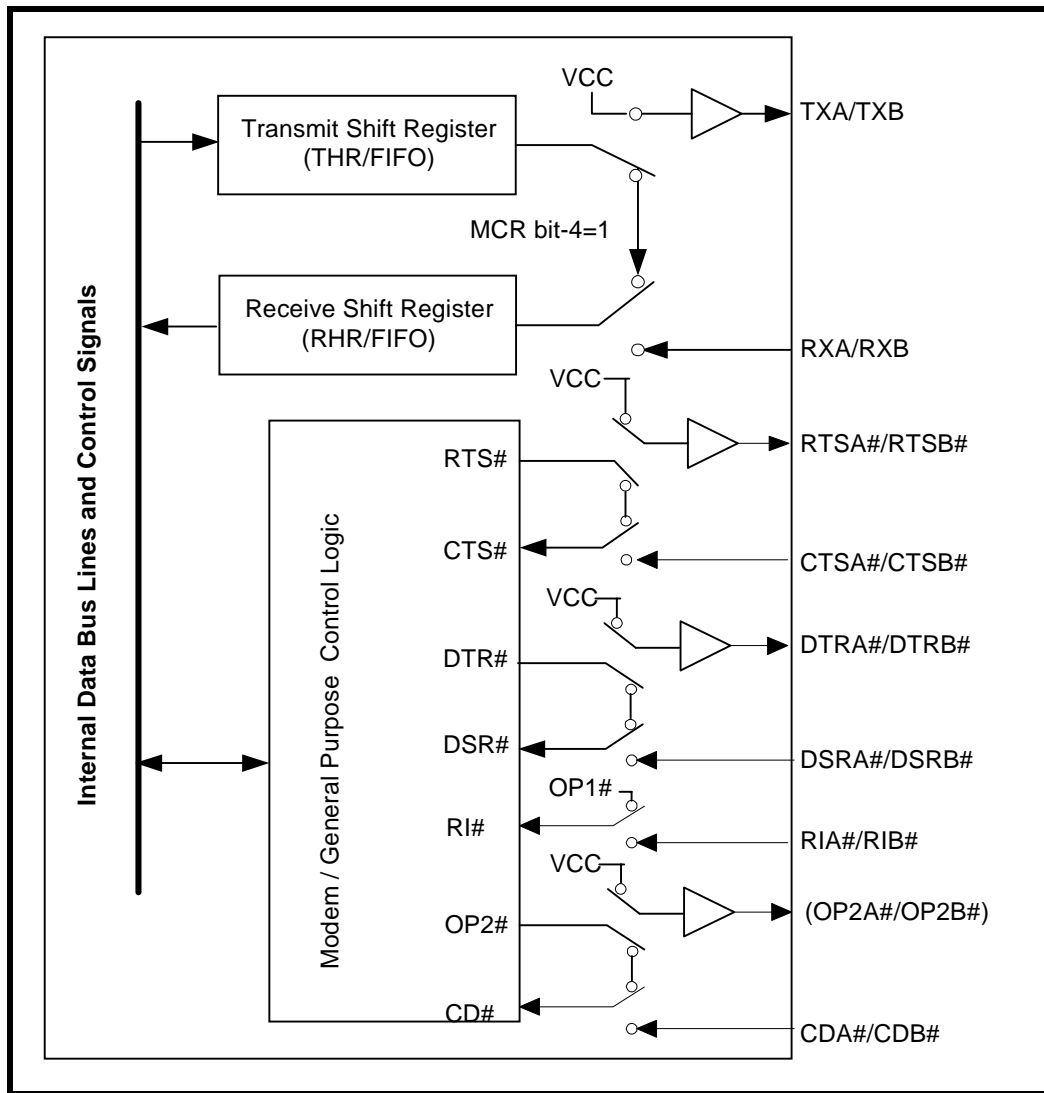 VCC
TXA/TXB
Transmit Shift Register
(THR/FIFO)
MCR bit-4=1
Receive Shift Register
(RHR/FIFO)
RXA/RXB
Internal Data Bus Lines and Control Signals
VCC
RTSA#/RTSB#
RTS#
CTS#
CTSA#/CTSB#
VCC
DTRA#/DTRB#
Modem / General Purpose Control Logic
DTR#
DSR#
DSRA#/DSRB#
OP1#
RI#
RIA#/RIB#
VCC
(OP2A#/OP2B#)
OP2#
CD#
CDA#/CDB#